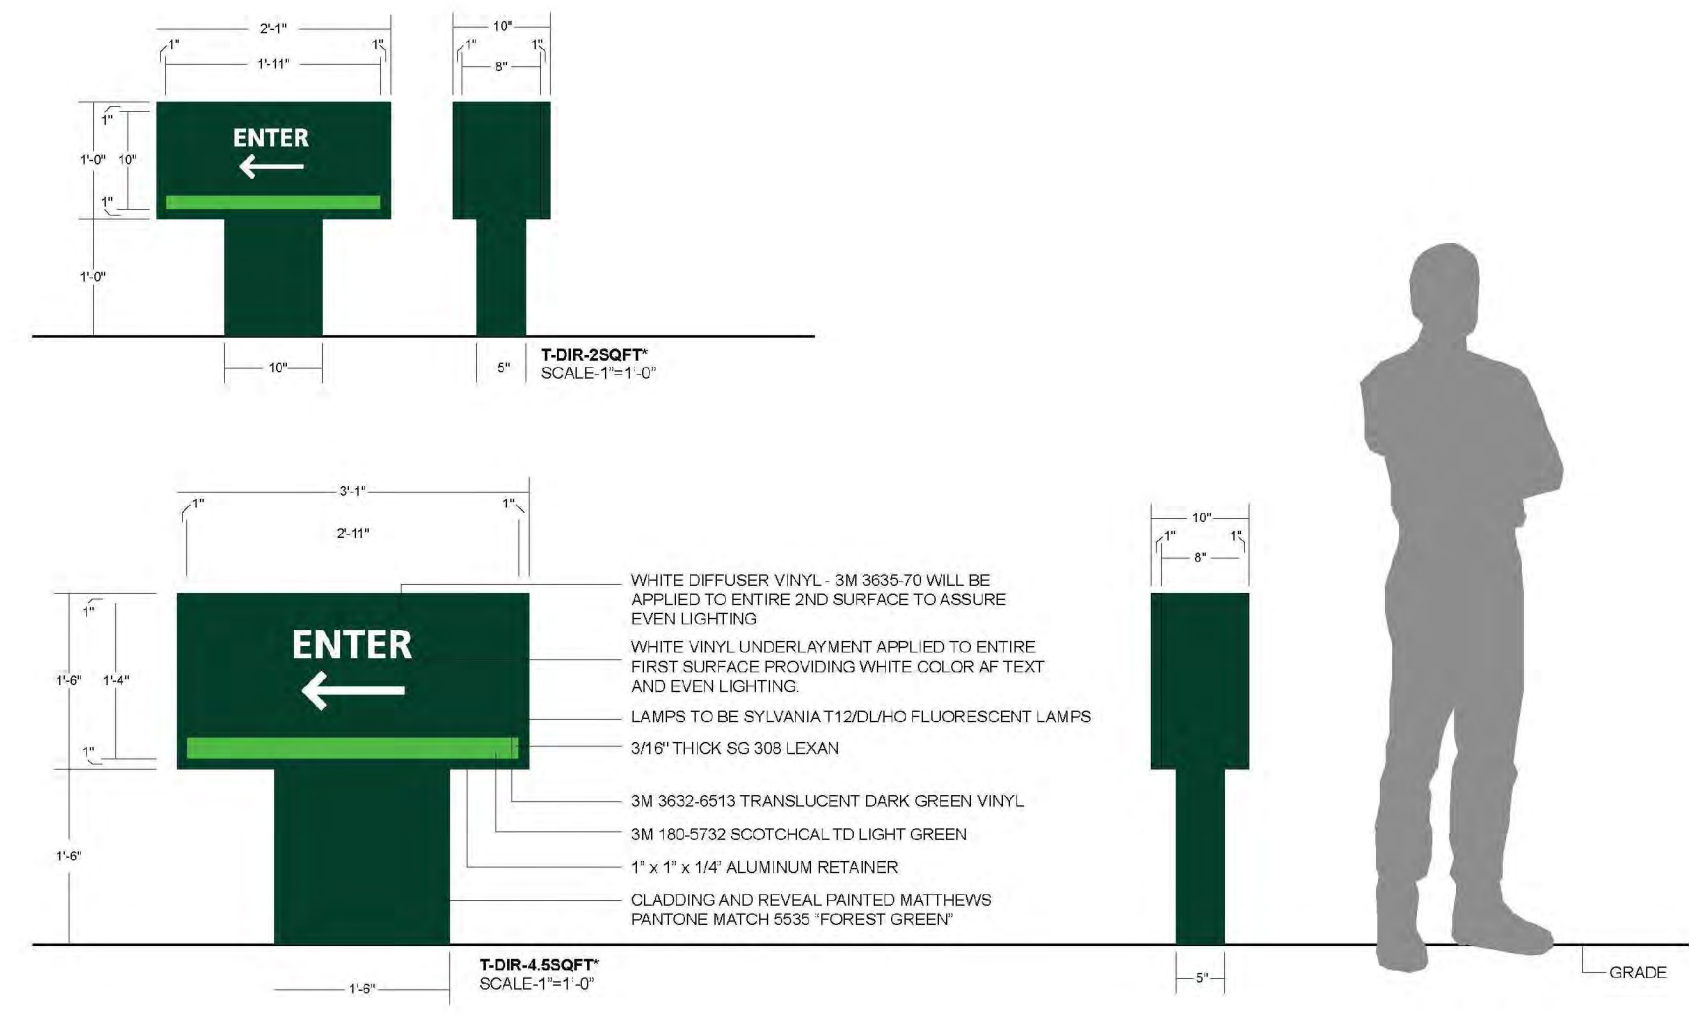 2'-1"
10"
1"
1"
1"
1"
1'-11"
8"
1"
1'-0"
10"
ENTER
1"
1'-0"
10"
5"
T-DIR-2SQFT*
SCALE-1"=1'-0"
3'-1"
1"
1"
2'-11"
10"
1"
1"
8"
WHITE DIFFUSER VINYL - 3M 3635-70 WILL BE
APPLIED TO ENTIRE 2ND SURFACE TO ASSURE
EVEN LIGHTING
1"
ENTER
WHITE VINYL UNDERLAYMENT APPLIED TO ENTIRE
FIRST SURFACE PROVIDING WHITE COLOR AF TEXT
AND EVEN LIGHTING.
1'-6"
1'-4"
LAMPS TO BE SYLVANIA T12/DL/HO FLUORESCENT LAMPS
1"
3/16" THICK SG 308 LEXAN
3M 3632-6513 TRANSLUCENT DARK GREEN VINYL
3M 180-5732 SCOTCHCAL TD LIGHT GREEN
1'-6"
1" x 1" x 1/4" ALUMINUM RETAINER
CLADDING AND REVEAL PAINTED MATTHEWS
PANTONE MATCH 5535 "FOREST GREEN"
T-DIR-4.5SQFT*
SCALE-1"=1'-0"
1'-6"
5"
GRADE